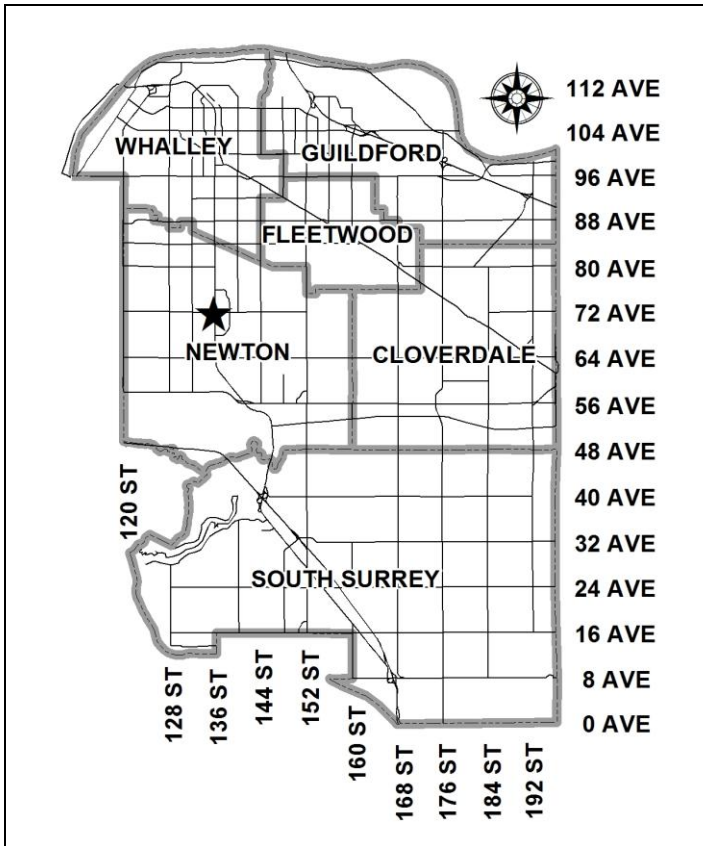 112 AVE
104 AVE
WHALLEY
GUILDFORD
96 AVE
88 AVE
FLEETWOOD
80 AVE
72 AVE
NEWTON
CLOVERDALE
64 AVE
56 AVE
48 AVE
120 ST
40 AVE
32 AVE
SOUTH SURREY
24 AVE
16 AVE
8 AVE
0 AVE
128 ST
136 ST
144 ST
152 ST
160 ST
168 ST
176 ST
184 ST
192 ST